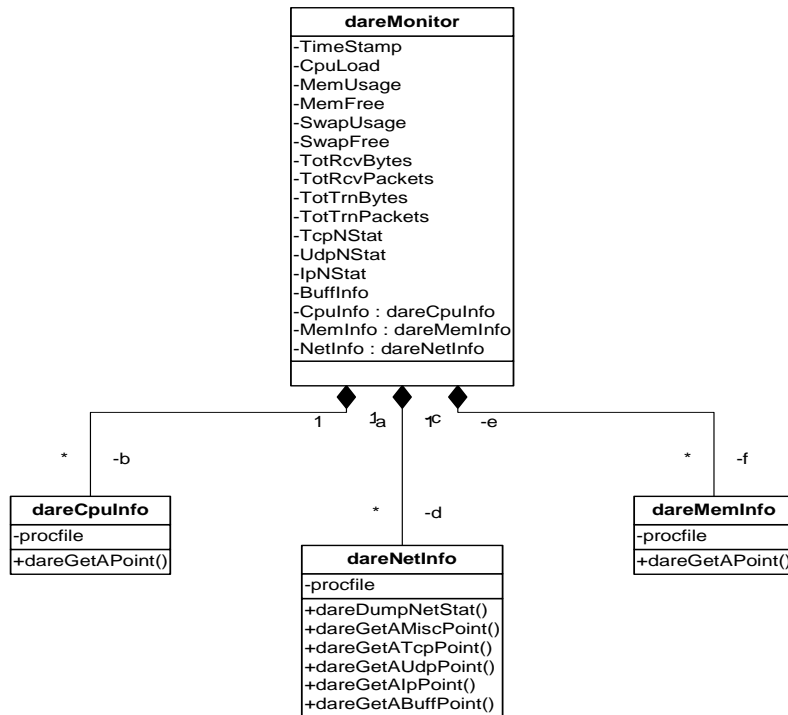 dareMonitor
-TimeStamp
-CpuLoad
-MemUsage
-MemFree
-SwapUsage
-SwapFree
-TotRcvBytes
-TotRcvPackets
-TotTrnBytes
-TotTrnPackets
-TcpNStat
-UdpNStat
-IpNStat
-BuffInfo
-CpuInfo : dareCpuInfo
-MemInfo : dareMemInfo
-NetInfo : dareNetInfo
1
1
-a
1
-c
-e
*
-b
*
-d
*
-f
dareCpuInfo
-procfile
+dareGetAPoint()
dareNetInfo
-procfile
+dareDumpNetStat()
+dareGetAMiscPoint()
+dareGetATcpPoint()
+dareGetAUdpPoint()
+dareGetAIpPoint()
+dareGetABuffPoint()
dareMemInfo
-procfile
+dareGetAPoint()